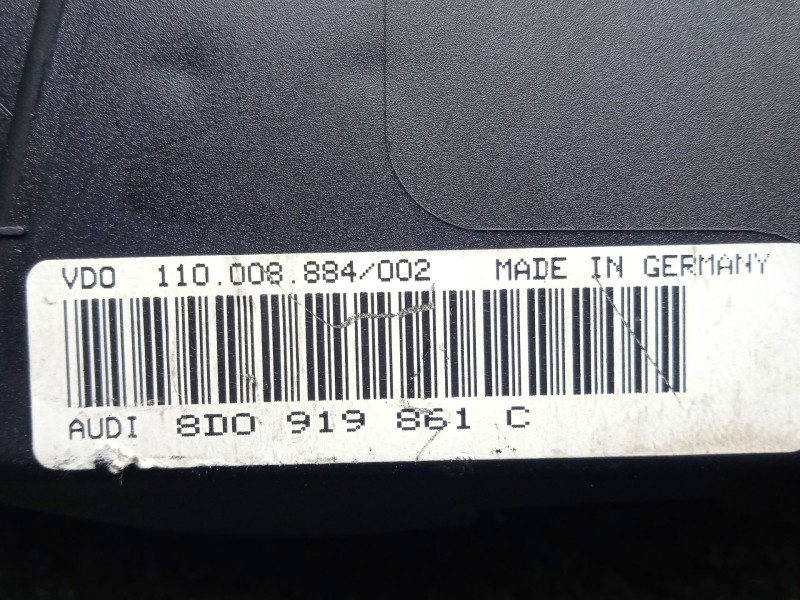 VDO 110.008.884/002 MADE IN GERMANY
AUDI 8D0 919 861 C